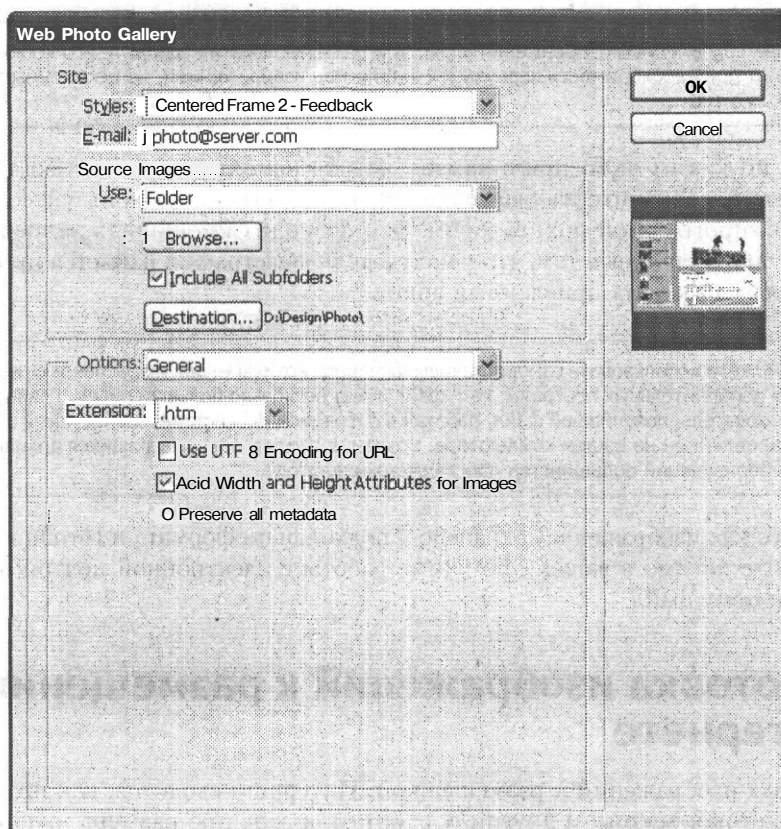 Web Photo Gallery
Site
Styles: Centered Frame 2 - Feedback
E-mail: j photo@server.com
Source Images
Use: Folder
: 1 Browse...
Include All Subfolders
Destination... D:\Design\Photo\
Options: General
Extension: .htm
Use UTF 8 Encoding for URL
Acid Width and Height Attributes for Images
O Preserve all metadata
OK
Cancel